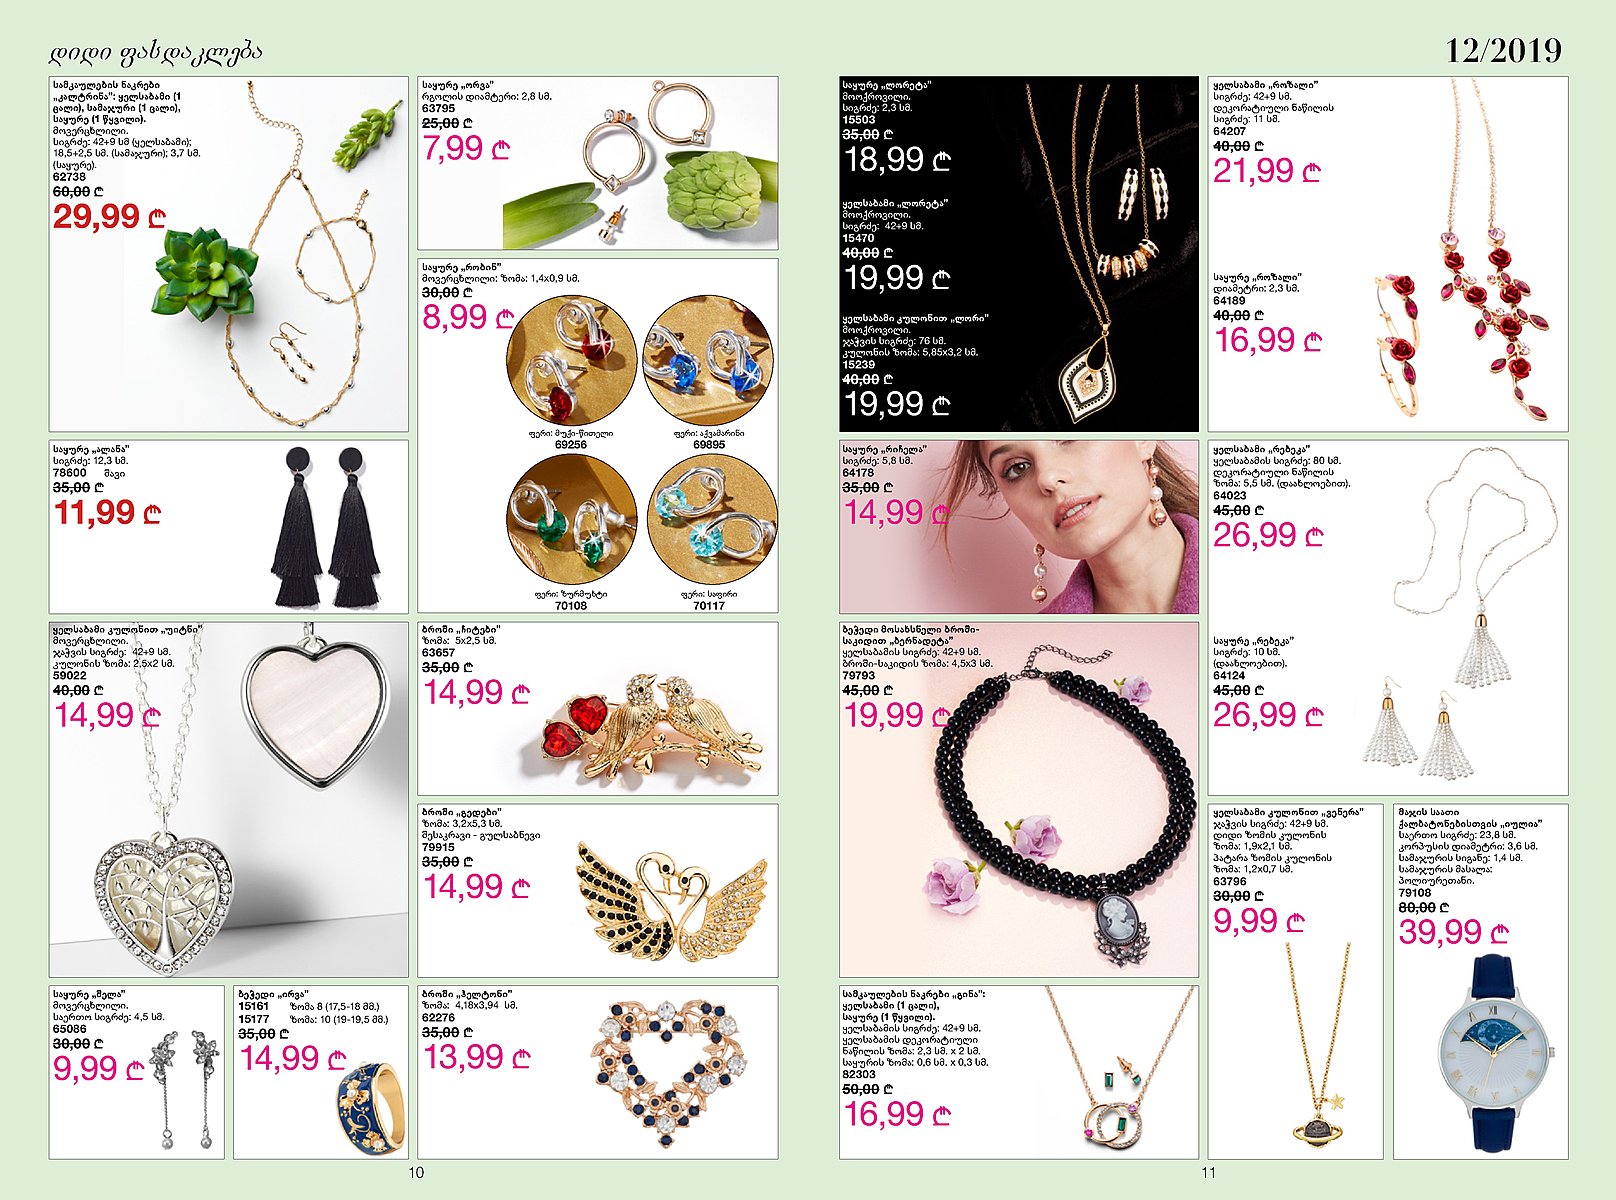 დიდი ფასდაკლება
12/2019
სამკაულების ნაკრები
„კალტრინა": ყელსაბამი (1
ცალი), სამაჯური (1 ცალი),
საყურე (1 წყვილი).
მოვერცხლილი.
სიგრძე: 42+9 სმ (ყელსაბამი);
18,5+2,5 სმ. (სამაჯური); 3,7 სმ.
(საყურე).
62738
60,00 ₾
29,99 ₾
საყურე „ორვა"
რგოლის დიამტერი: 2,8 სმ.
63795
25,00 ₾
7,99 ₾
საყურე „რობინ"
მოვერცხლილი: ზომა: 1,4x0,9 სმ.
30,00 ₾
8,99 ₾
ფერი: მუქი-წითელი
69256
ფერი: აქვამარინი
69895
ფერი: ზურმუხტი
70108
ფერი: საფირი
70117
საყურე „ალანა"
სიგრძე: 12,3 სმ.
78600 შავი
35,00 ₾
11,99 ₾
ყელსაბამი კულონით „უიტნი"
მოვერცხლილი.
ჯაჭვის სიგრძე: 42+9 სმ.
კულონის ზომა: 2,5x2 სმ.
59022
40,00 ₾
14,99 ₾
ბროში „ჩიტები"
ზომა: 5x2,5 სმ.
63657
35,00 ₾
14,99 ₾
ბროში „გედები"
ზომა: 3,2x5,3 სმ.
შესაკრავი - გულსაბნევი
79915
35,00 ₾
14,99 ₾
საყურე „შელა"
მოვერცხლილი.
საერთო სიგრძე: 4,5 სმ.
65086
30,00 ₾
9,99 ₾
ბეჭედი „ირვა"
15161 ზომა 8 (17,5-18 მმ.)
15177 ზომა: 10 (19-19,5 მმ.)
35,00 ₾
14,99 ₾
ბროში „ჰელტონი"
ზომა: 4,18x3,94 სმ.
62276
35,00 ₾
13,99 ₾
10
საყურე „ლორეტა"
მოოქროვილი.
სიგრძე: 2,3 სმ.
15503
35,00 ₾
18,99 ₾
ყელსაბამი „ლორეტა"
მოოქროვილი.
სიგრძე: 42+9 სმ.
15470
40,00 ₾
19,99 ₾
ყელსაბამი კულონით „ლორი"
მოოქროვილი.
ჯაჭვის სიგრძე: 76 სმ.
კულონის ზომა: 5,85x3,2 სმ.
15239
40,00 ₾
19,99 ₾
ყელსაბამი „როზალი"
სიგრძე: 42+9 სმ.
დეკორატიული ნაწილის
სიგრძე: 11 სმ.
64207
40,00 ₾
21,99 ₾
საყურე „როზალი"
დიამეტრი: 2,3 სმ.
64189
40,00 ₾
16,99 ₾
საყურე „რიჩელა"
სიგრძე: 5,8 სმ.
64178
35,00 ₾
14,99 ₾
ყელსაბამი „რებეკა"
ყელსაბამის სიგრძე: 80 სმ.
დეკორატიული ნაწილის
ზომა: 5,5 სმ. (დაახლოებით).
64023
45,00 ₾
26,99 ₾
საყურე „რებეკა"
სიგრძე: 10 სმ.
(დაახლოებით).
64124
45,00 ₾
26,99 ₾
ბეჭედი მოსახსნელი ბროში-
საკიდით „ბერნადეტა"
ყელსაბამის სიგრძე: 42+9 სმ.
ბროში-საკიდის ზომა: 4,5x3 სმ.
79793
45,00 ₾
19,99 ₾
ყელსაბამი კულონით „ვენერა"
ჯაჭვის სიგრძე: 42+9 სმ.
დიდი ზომის კულონის
ზომა: 1,9x2,1 სმ.
პატარა ზომის კულონის
ზომა: 1,2x0,7 სმ.
63796
30,00 ₾
9,99 ₾
მაჯის საათი
ქალბატონებისთვის „იულია"
საერთო სიგრძე: 23,8 სმ.
კორპუსის დიამეტრი: 3,6 სმ.
სამაჯურის სიგანე: 1,4 სმ.
სამაჯურის მასალა:
პოლიურეთანი.
79108
80,00 ₾
39,99 ₾
სამკაულების ნაკრები „გინა":
ყელსაბამი (1 ცალი),
საყურე (1 წყვილი).
ყელსაბამის სიგრძე: 42+9 სმ.
ყელსაბამის დეკორატიული
ნაწილის ზომა: 2,3 სმ. x 2 სმ.
საყურის ზომა: 0,6 სმ. x 0,3 სმ.
82303
50,00 ₾
16,99 ₾
11